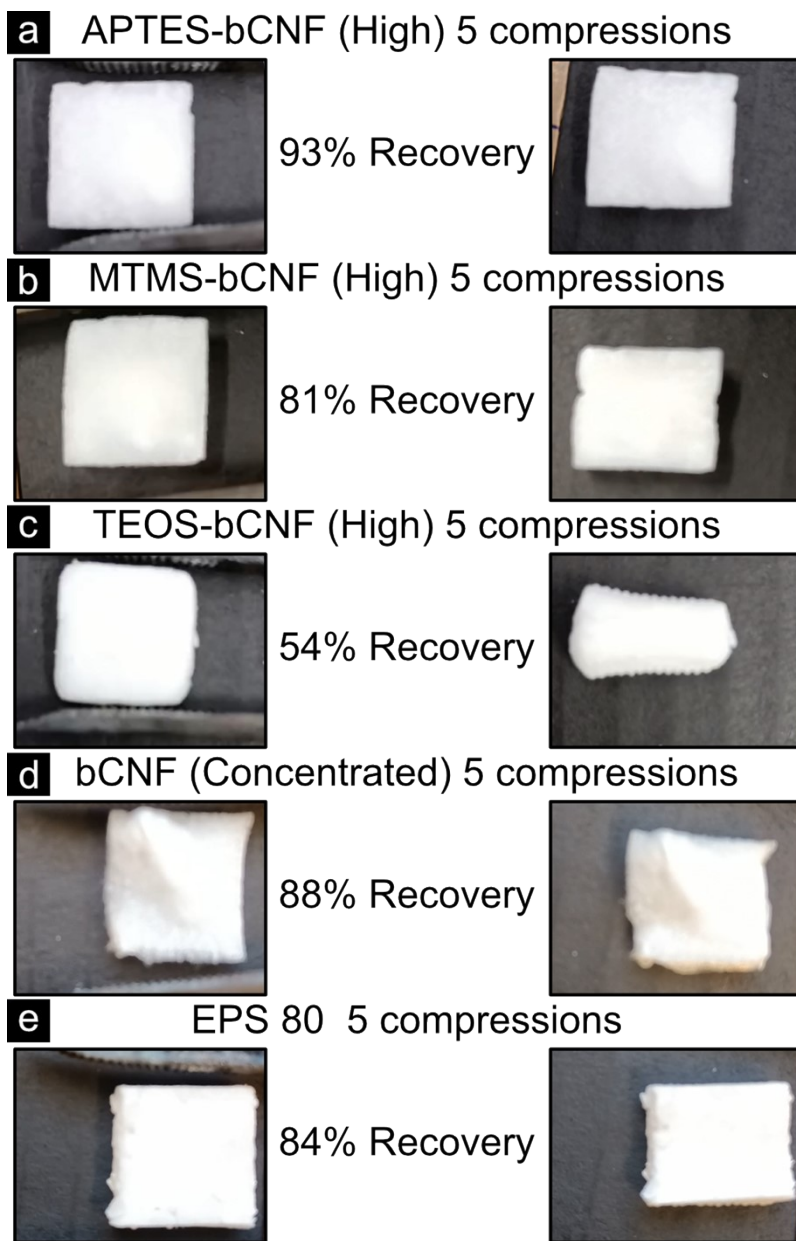 a APTES-bCNF (High) 5 compressions
93% Recovery
b MTMS-bCNF (High) 5 compressions
81% Recovery
c TEOS-bCNF (High) 5 compressions
54% Recovery
d bCNF (Concentrated) 5 compressions
88% Recovery
e EPS 80 5 compressions
84% Recovery